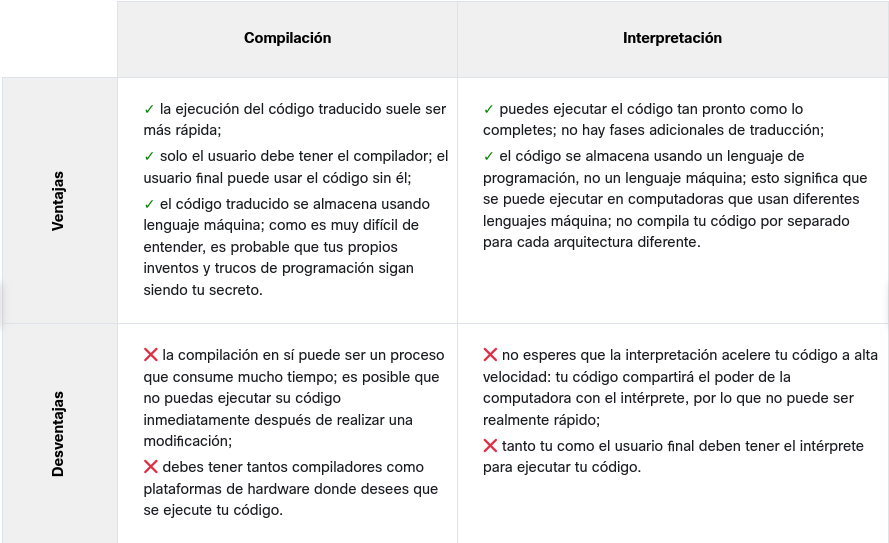 Compilación
Interpretación
Ventajas
✓ la ejecución del código traducido suele ser
más rápida;
✓ solo el usuario debe tener el compilador; el
usuario final puede usar el código sin él;
✓ el código traducido se almacena usando
lenguaje máquina; como es muy difícil de
entender, es probable que tus propios
inventos y trucos de programación sigan
siendo tu secreto.
✓ puedes ejecutar el código tan pronto como lo
completes; no hay fases adicionales de traducción;
✓ el código se almacena usando un lenguaje de
programación, no un lenguaje máquina; esto significa que
se puede ejecutar en computadoras que usan diferentes
lenguajes máquina; no compila tu código por separado
para cada arquitectura diferente.
Desventajas
❌ la compilación en sí puede ser un proceso
que consume mucho tiempo; es posible que
no puedas ejecutar su código
inmediatamente después de realizar una
modificación;
❌ debes tener tantos compiladores como
plataformas de hardware donde desees que
se ejecute tu código.
❌ no esperes que la interpretación acelere tu código a alta
velocidad: tu código compartirá el poder de la
computadora con el intérprete, por lo que no puede ser
realmente rápido;
❌ tanto tu como el usuario final deben tener el intérprete
para ejecutar tu código.